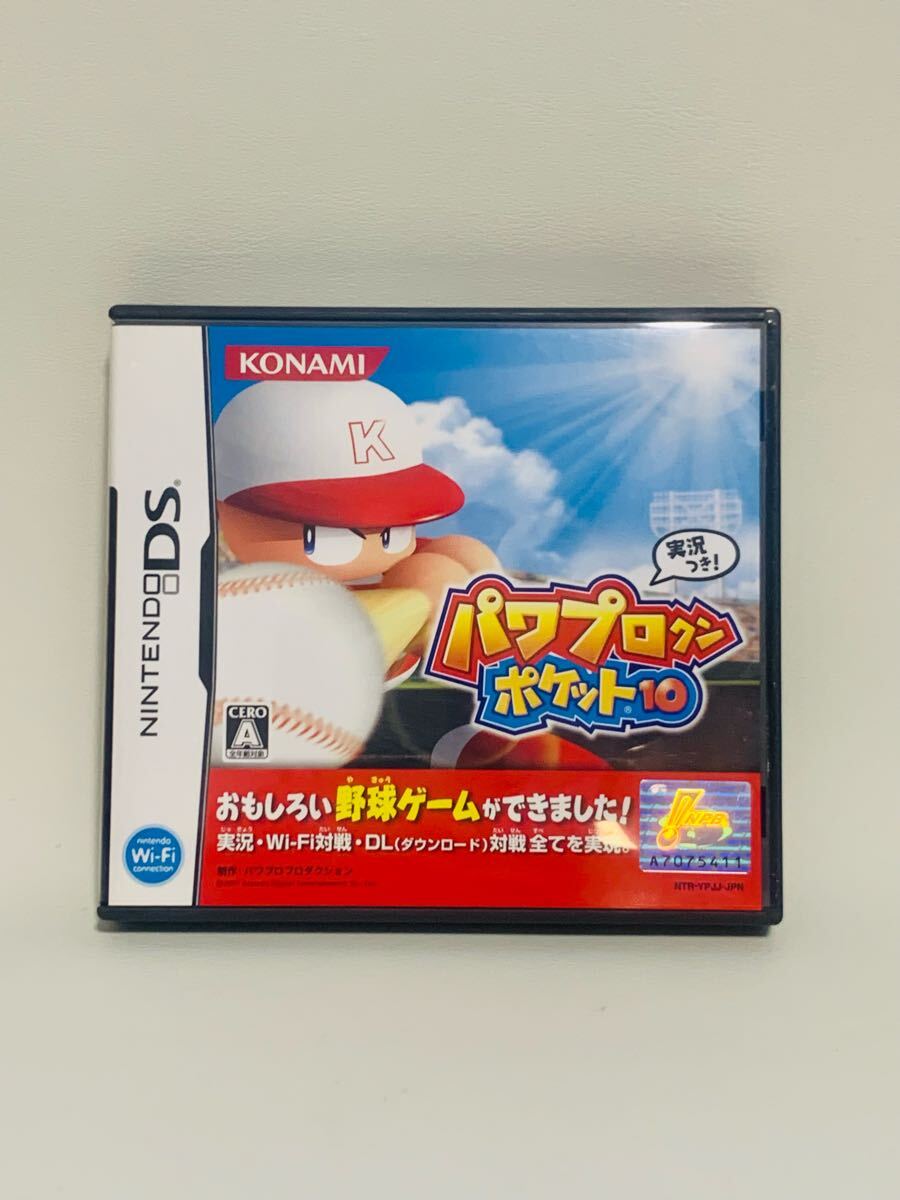 NINTENDO DS®
KONAMI
K
実況
つき!
パワプロクン
ポケット®10
CERO
A
全年齢対象
おもしろい野球ゲームができました!
実況・Wi-Fi対戦・DL(ダウンロード)対戦 全てを実現。
制作:パワプロプロダクション
Nintendo
Wi-Fi
connection
NPB
A7075411
NTR-YPJJ-JPN